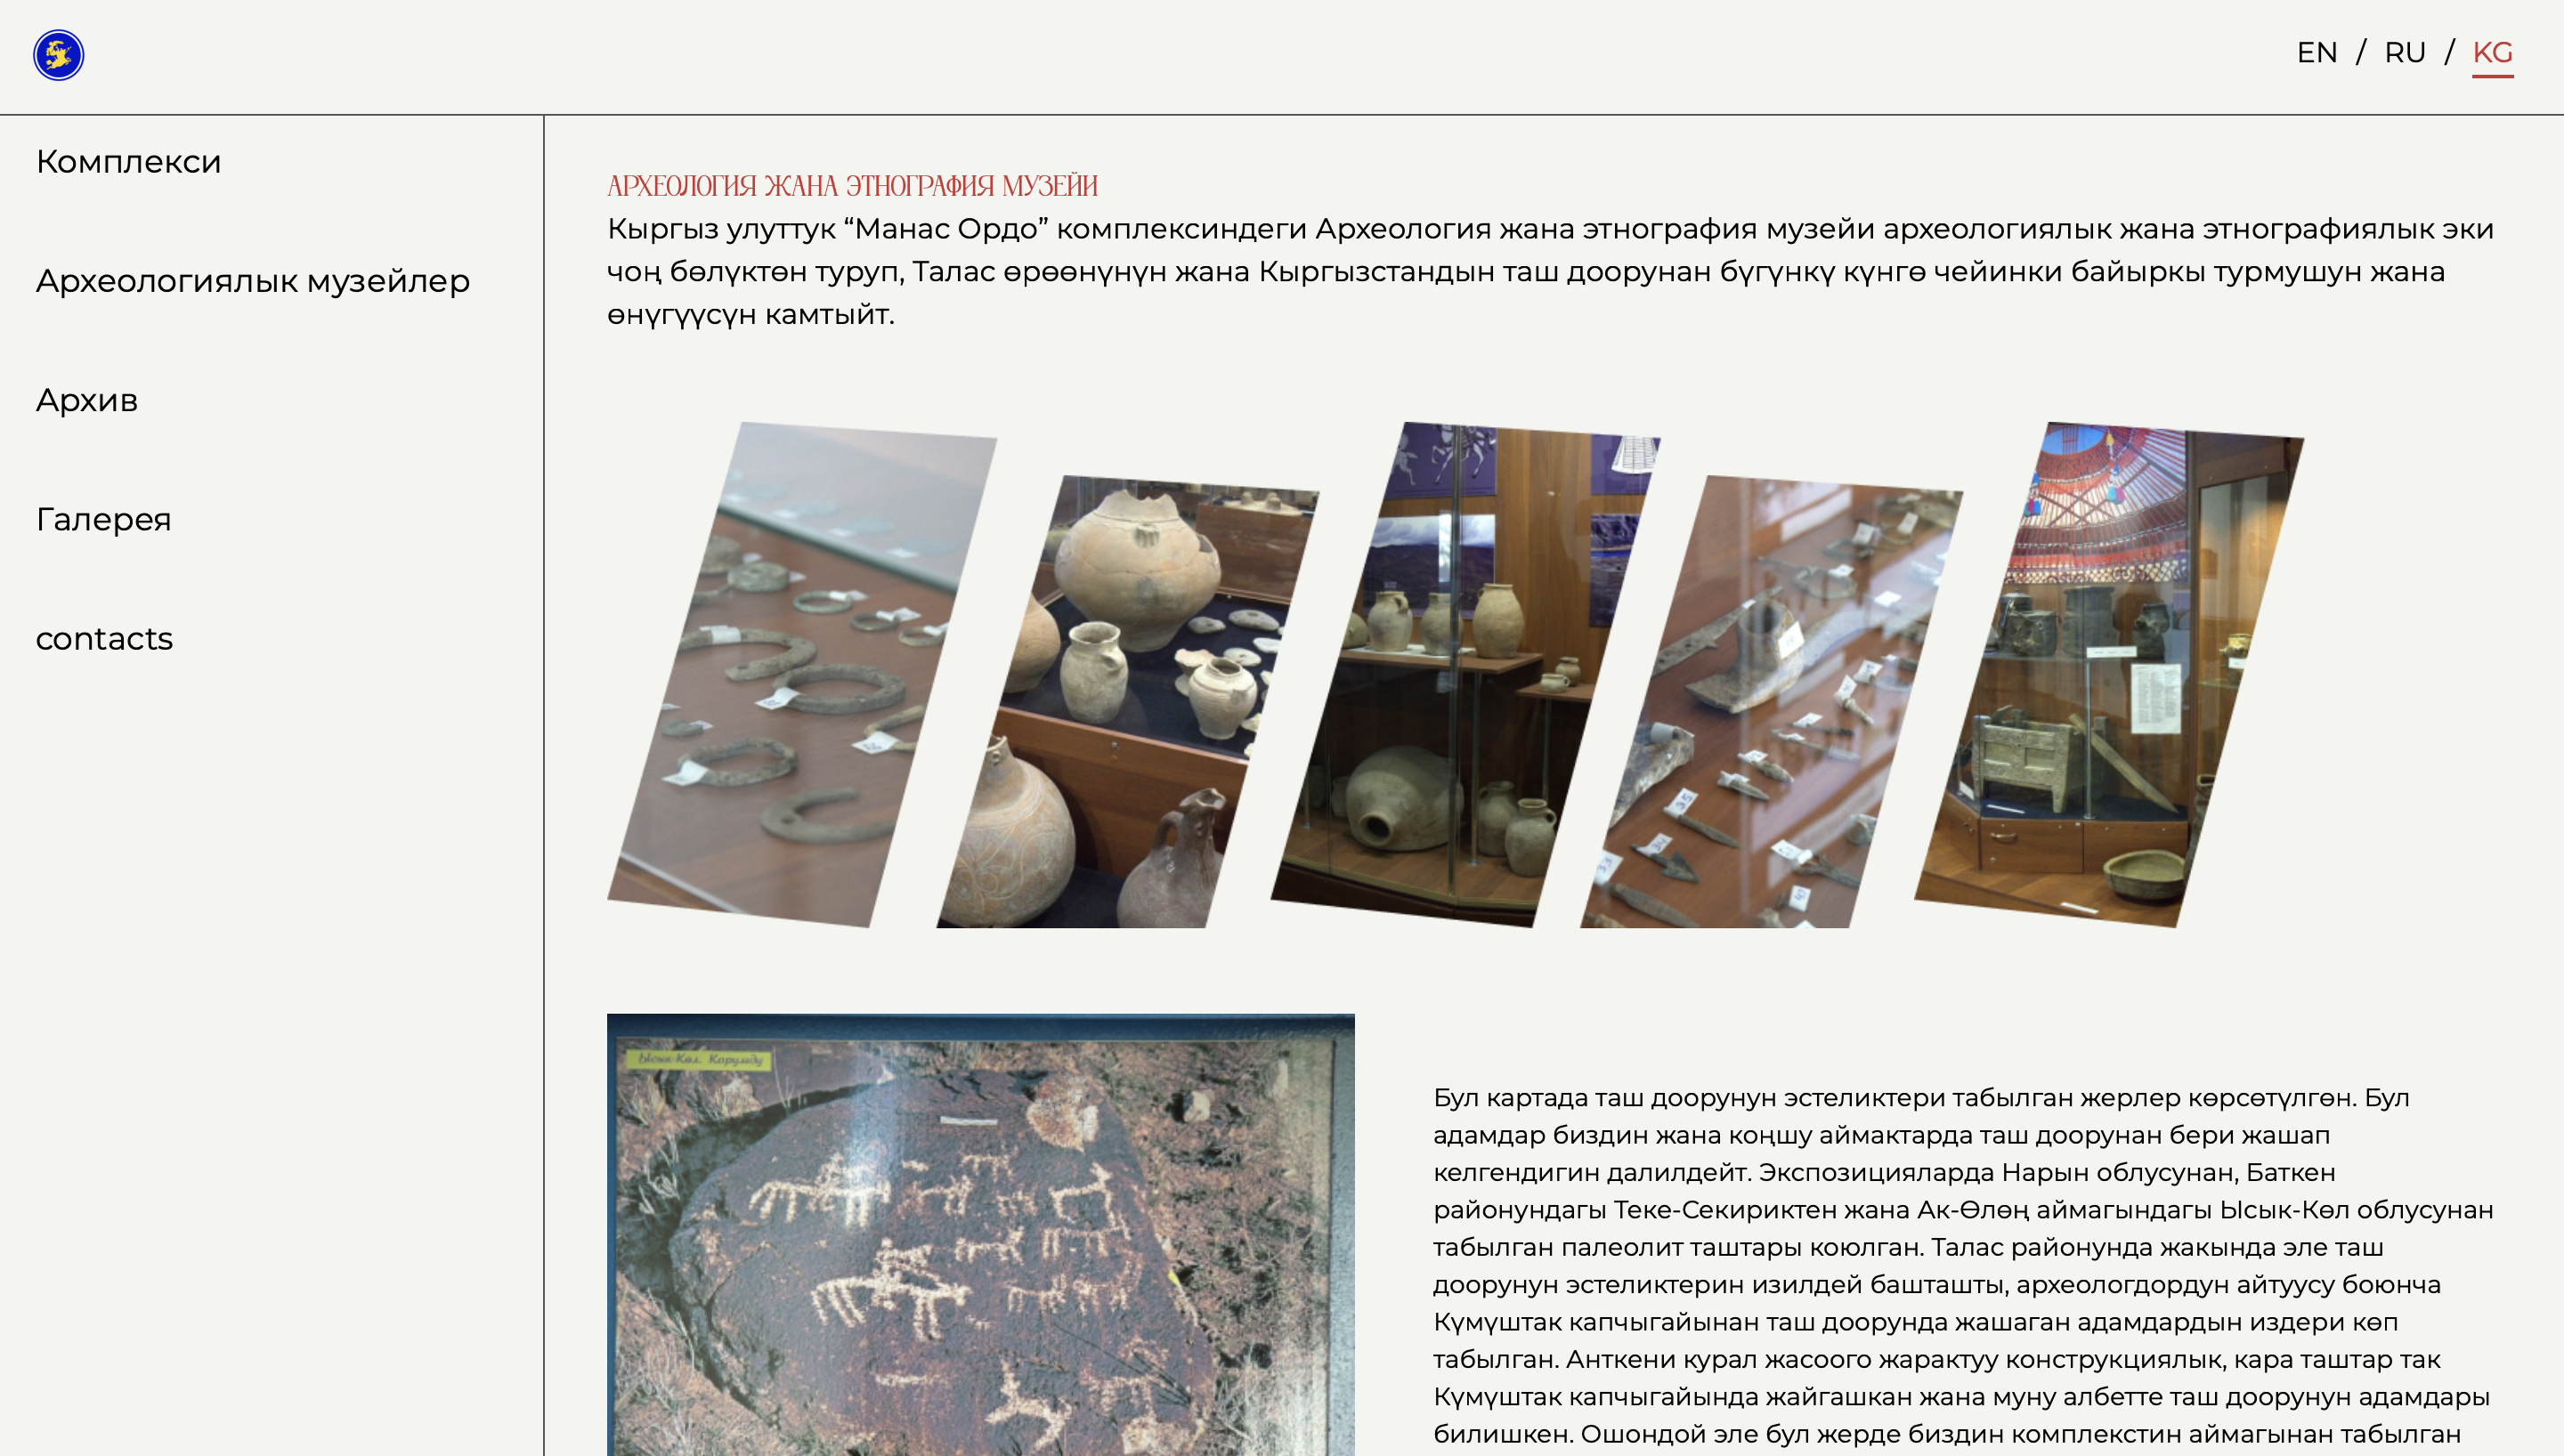 EN / RU / KG
Комплекси
Археологиялык музейлер
Архив
Галерея
contacts
АРХЕОЛОГИЯ ЖАНА ЭТНОГРАФИЯ МУЗЕЙИ
Кыргыз улуттук “Манас Ордо” комплексиндеги Археология жана этнография музейи археологиялык жана этнографиялык эки
чоң бөлүктөн туруп, Талас өрөөнүнүн жана Кыргызстандын таш доорунан бүгүнкү күнгө чейинки байыркы турмушун жана
өнүгүүсүн камтыйт.
35
34
33
41
Ысык-Көл.
Бул картада таш доорунун эстеликтери табылган жерлер көрсөтүлгөн. Бул
адамдар биздин жана коңшу аймактарда таш доорунан бери жашап
келгендигин далилдейт. Экспозицияларда Нарын облусунан, Баткен
районундагы Теке-Секириктен жана Ак-Өлөң аймагындагы Ысык-Көл облусунан
табылган палеолит таштары коюлган. Талас районунда жакында эле таш
доорунун эстеликтерин изилдей башташты, археологдордун айтуусу боюнча
Күмүштак капчыгайынан таш доорунда жашаган адамдардын издери көп
табылган. Анткени курал жасоого жарактуу конструкциялык, кара таштар так
Күмүштак капчыгайында жайгашкан жана муну албетте таш доорунун адамдары
билишкен. Ошондой эле бул жерде биздин комплекстин аймагынан табылган